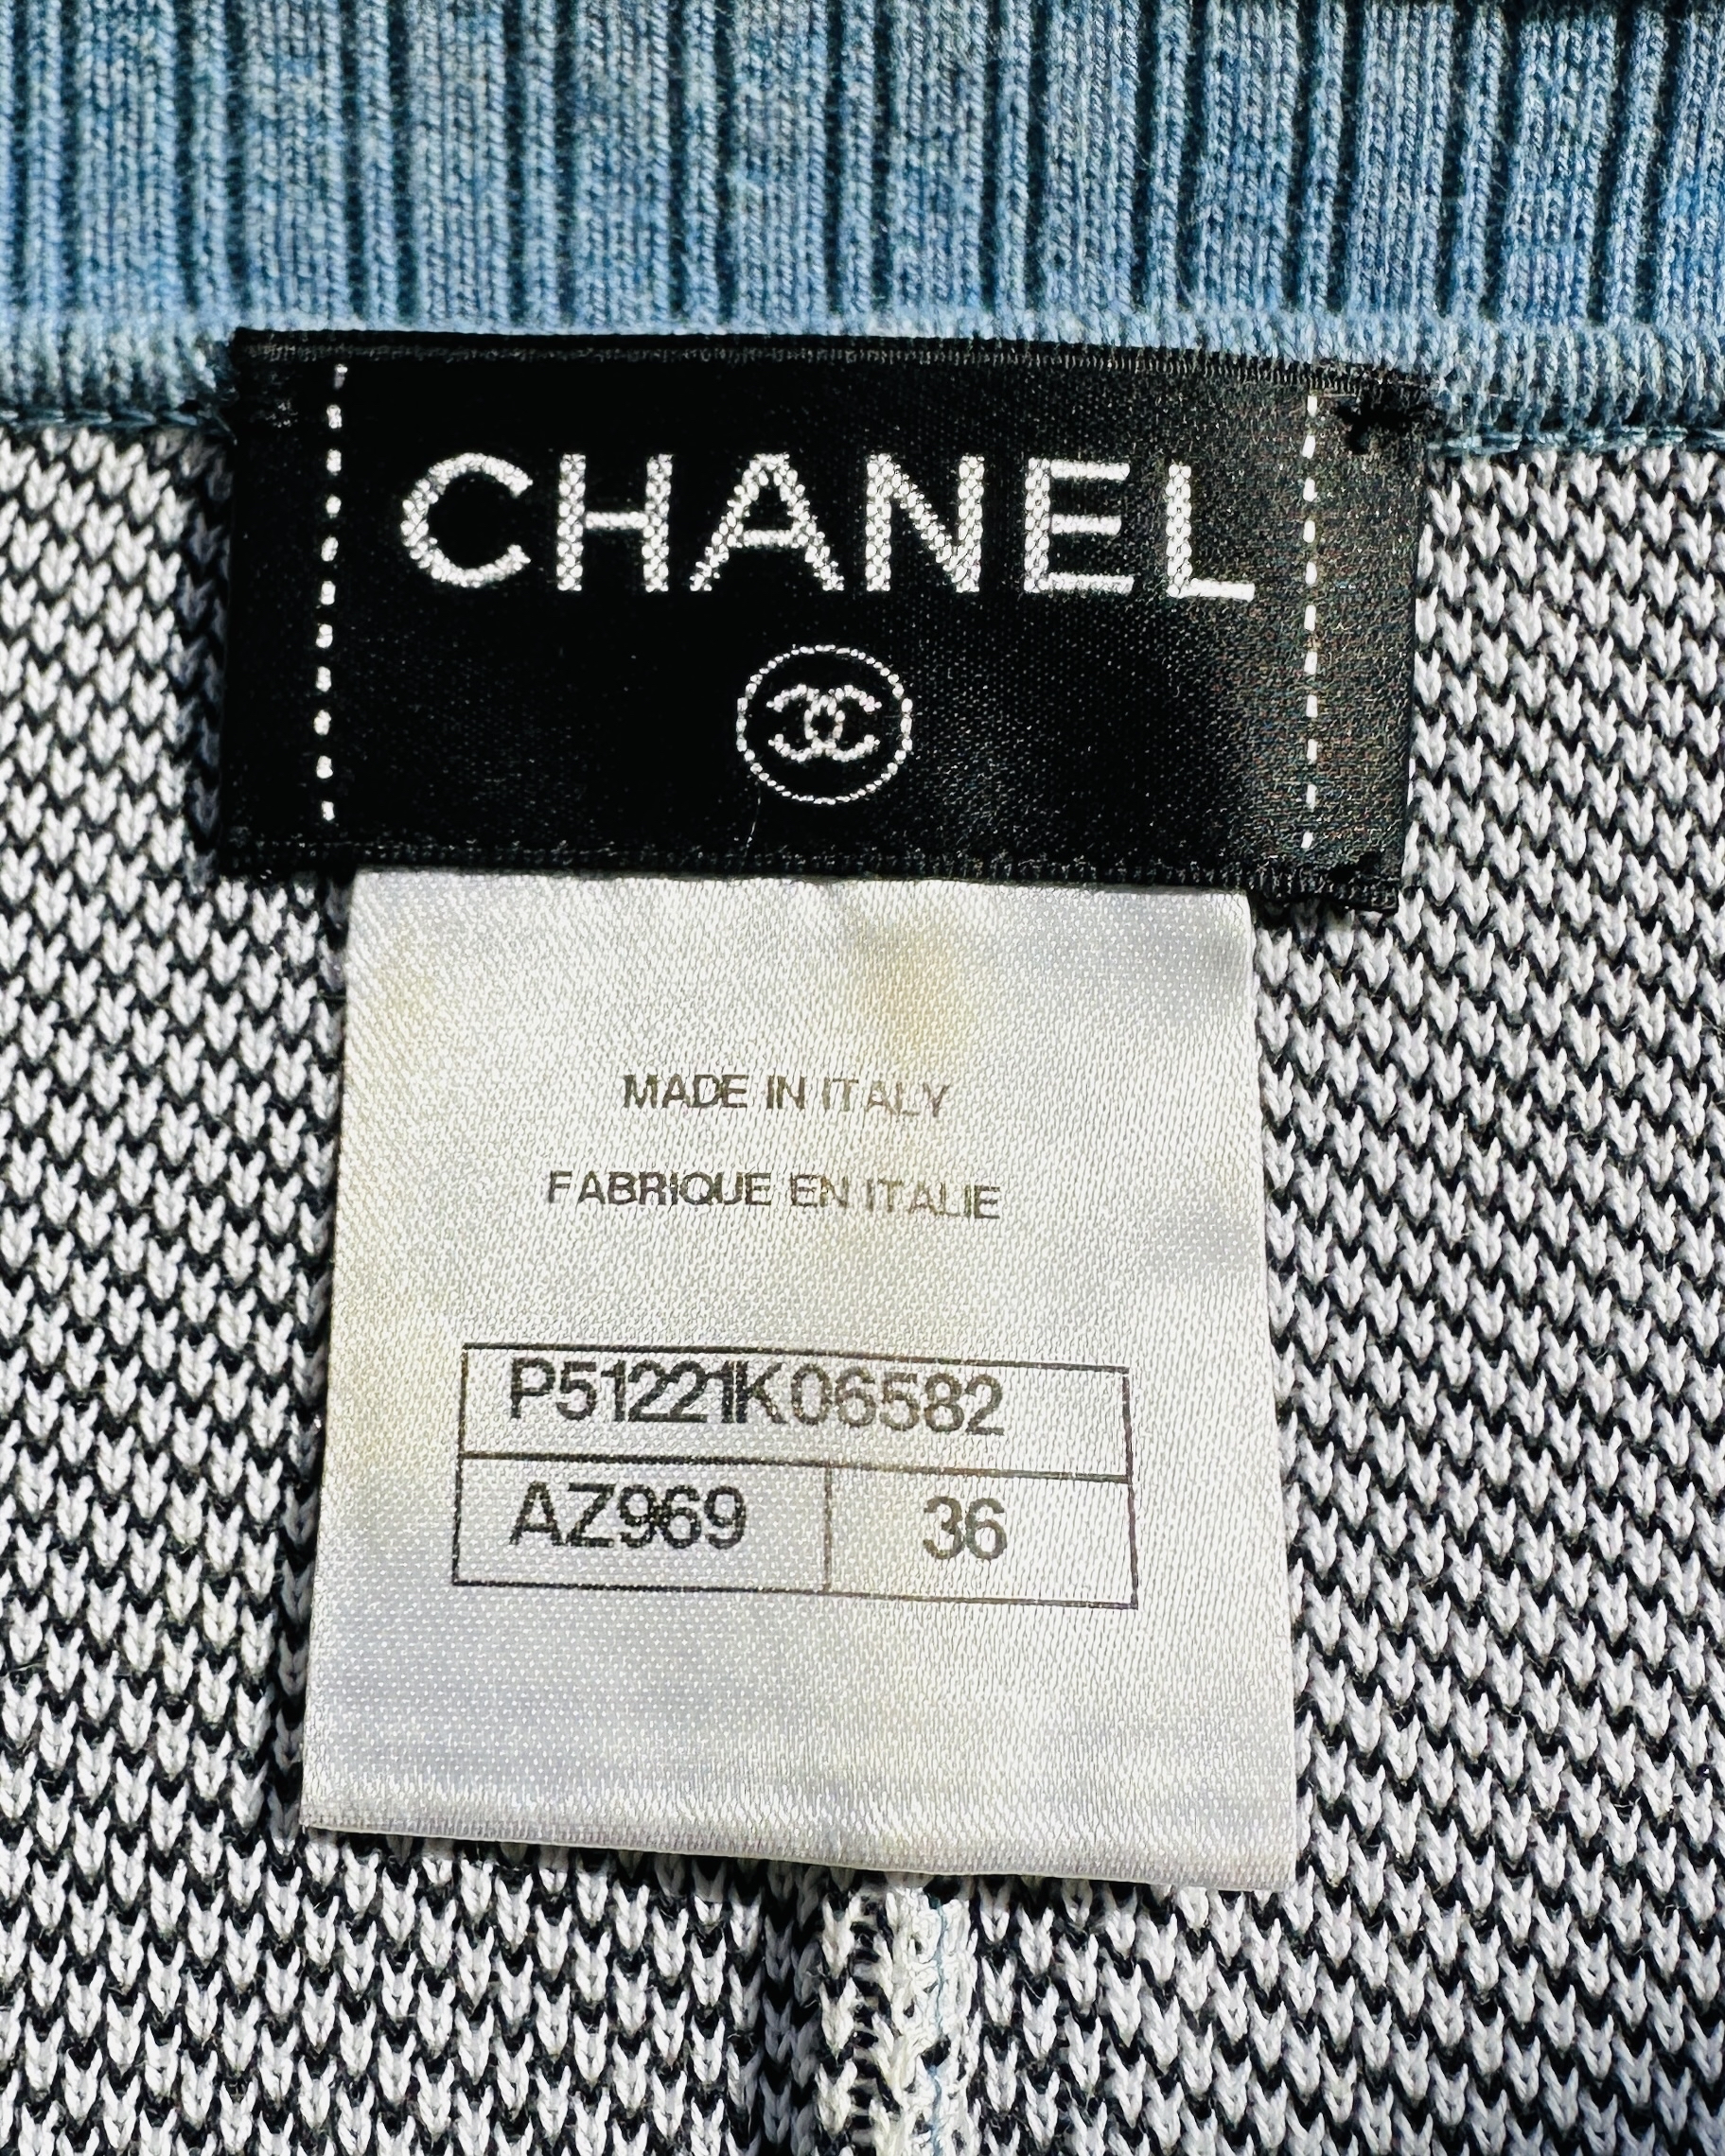 CHANEL
MADE IN ITALY
FABRIQUE EN ITALIE
P51221K06582
AZ969 36